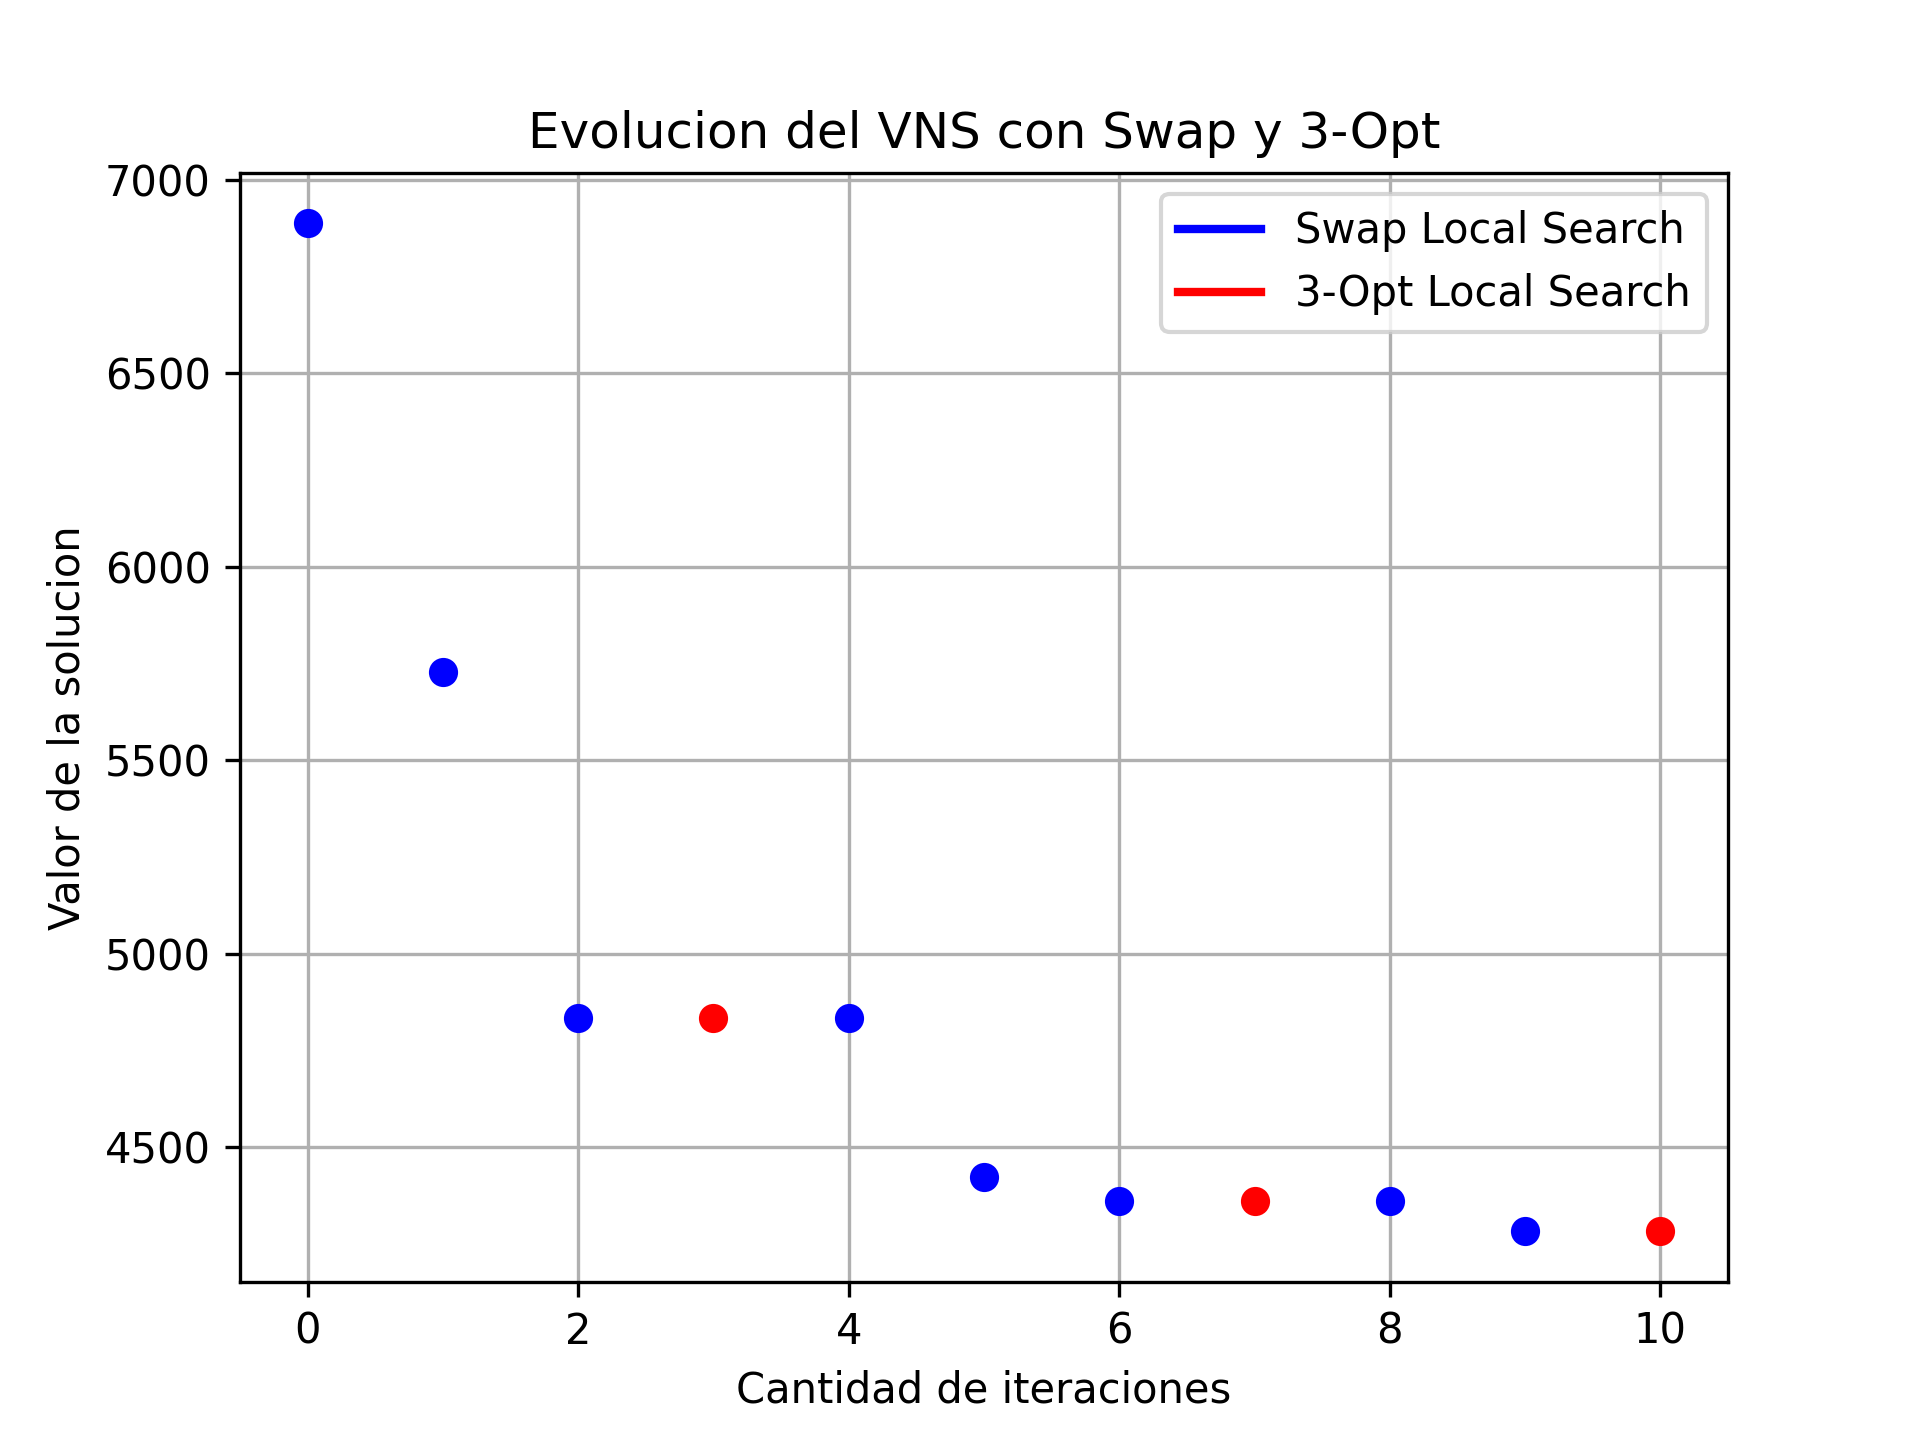 Evolucion del VNS con Swap y 3-Opt
7000
6500
6000
5500
5000
4500
Valor de la solucion
Swap Local Search
3-Opt Local Search
0 2 4 6 8 10
Cantidad de iteraciones